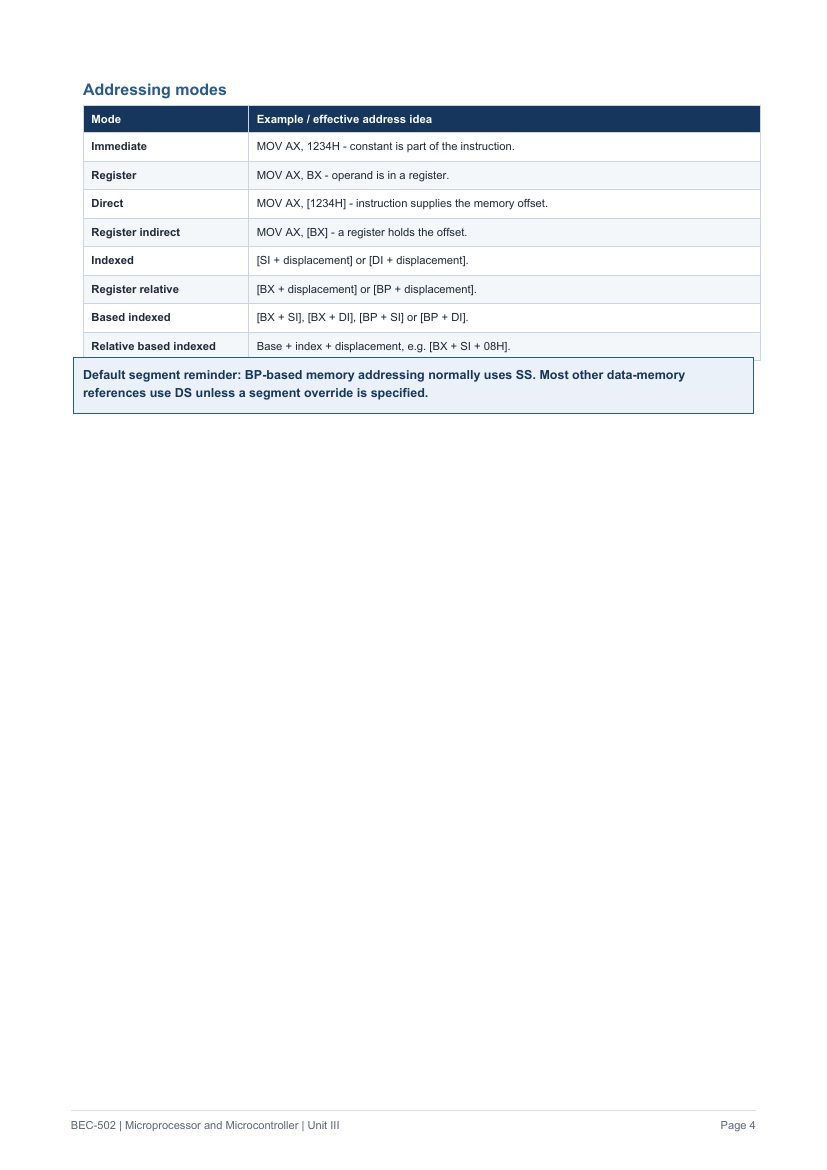 Addressing modes
Mode Example / effective address idea
Immediate MOV AX, 1234H - constant is part of the instruction.
Register MOV AX, BX - operand is in a register.
Direct MOV AX, [1234H] - instruction supplies the memory offset.
Register indirect MOV AX, [BX] - a register holds the offset.
Indexed [SI + displacement] or [DI + displacement].
Register relative [BX + displacement] or [BP + displacement].
Based indexed [BX + SI], [BX + DI], [BP + SI] or [BP + DI].
Relative based indexed Base + index + displacement, e.g. [BX + SI + 08H].
Default segment reminder: BP-based memory addressing normally uses SS. Most other data-memory
references use DS unless a segment override is specified.
BEC-502 | Microprocessor and Microcontroller | Unit III Page 4